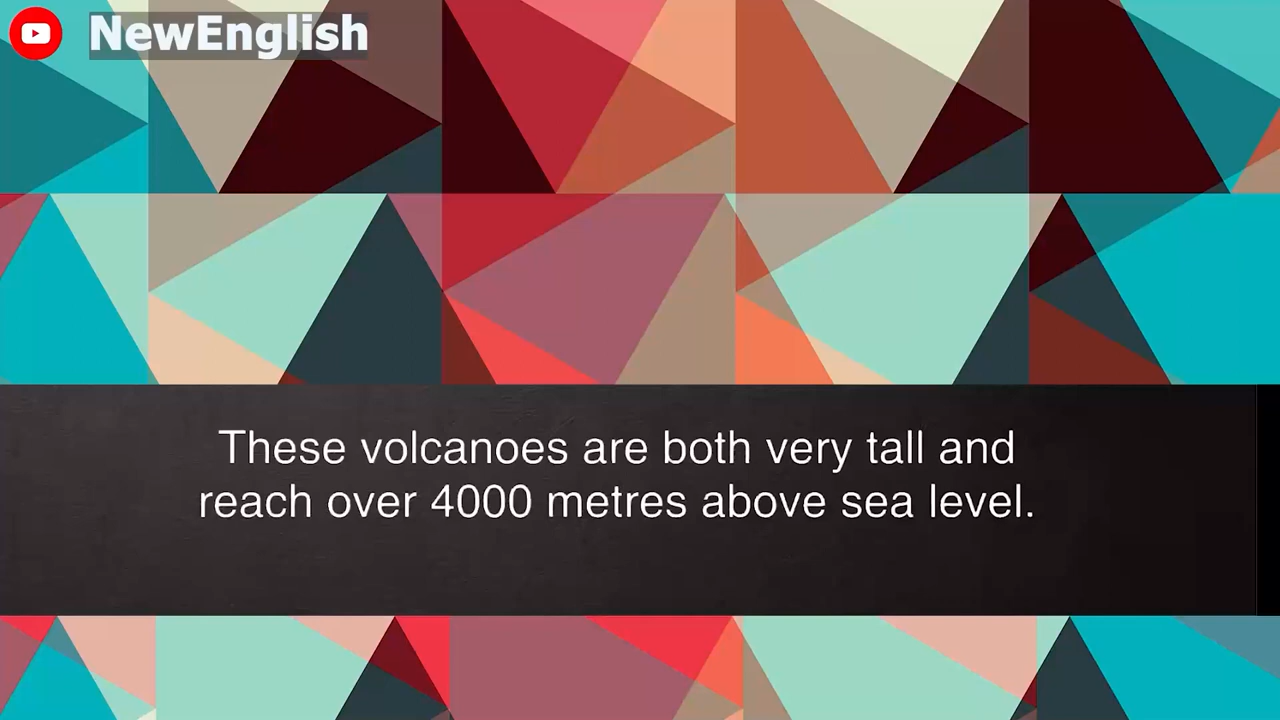 NewEnglish
These volcanoes are both very tall and
reach over 4000 metres above sea level.